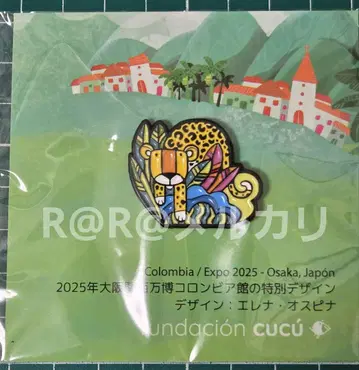 R@R@メルカリ
Colombia / Expo 2025 - Osaka, Japón
2025年大阪 万博コロンビア館の特別デザイン
デザイン：エレナ・オスピナ
undación cucú